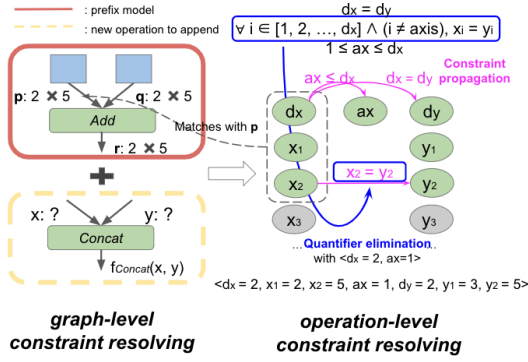 : prefix model
: new operation to append
p: 2 × 5
q: 2 × 5
Add
r: 2 × 5
x: ?
y: ?
Concat
fConcat(x, y)
graph-level
constraint resolving
dx = dy
∀ i ∈ [1, 2, …, dx] ∧ (i ≠ axis), xi = yi
1 ≤ ax ≤ dx
Constraint
propagation
ax ≤ dx
dx = dy
Matches with p
dx
ax
dy
x1
y1
x2 = y2
x2
y2
x3
y3
... Quantifier elimination...
with <dx = 2, ax=1>
<dx = 2, x1 = 2, x2 = 5, ax = 1, dy = 2, y1 = 3, y2 = 5>
operation-level
constraint resolving